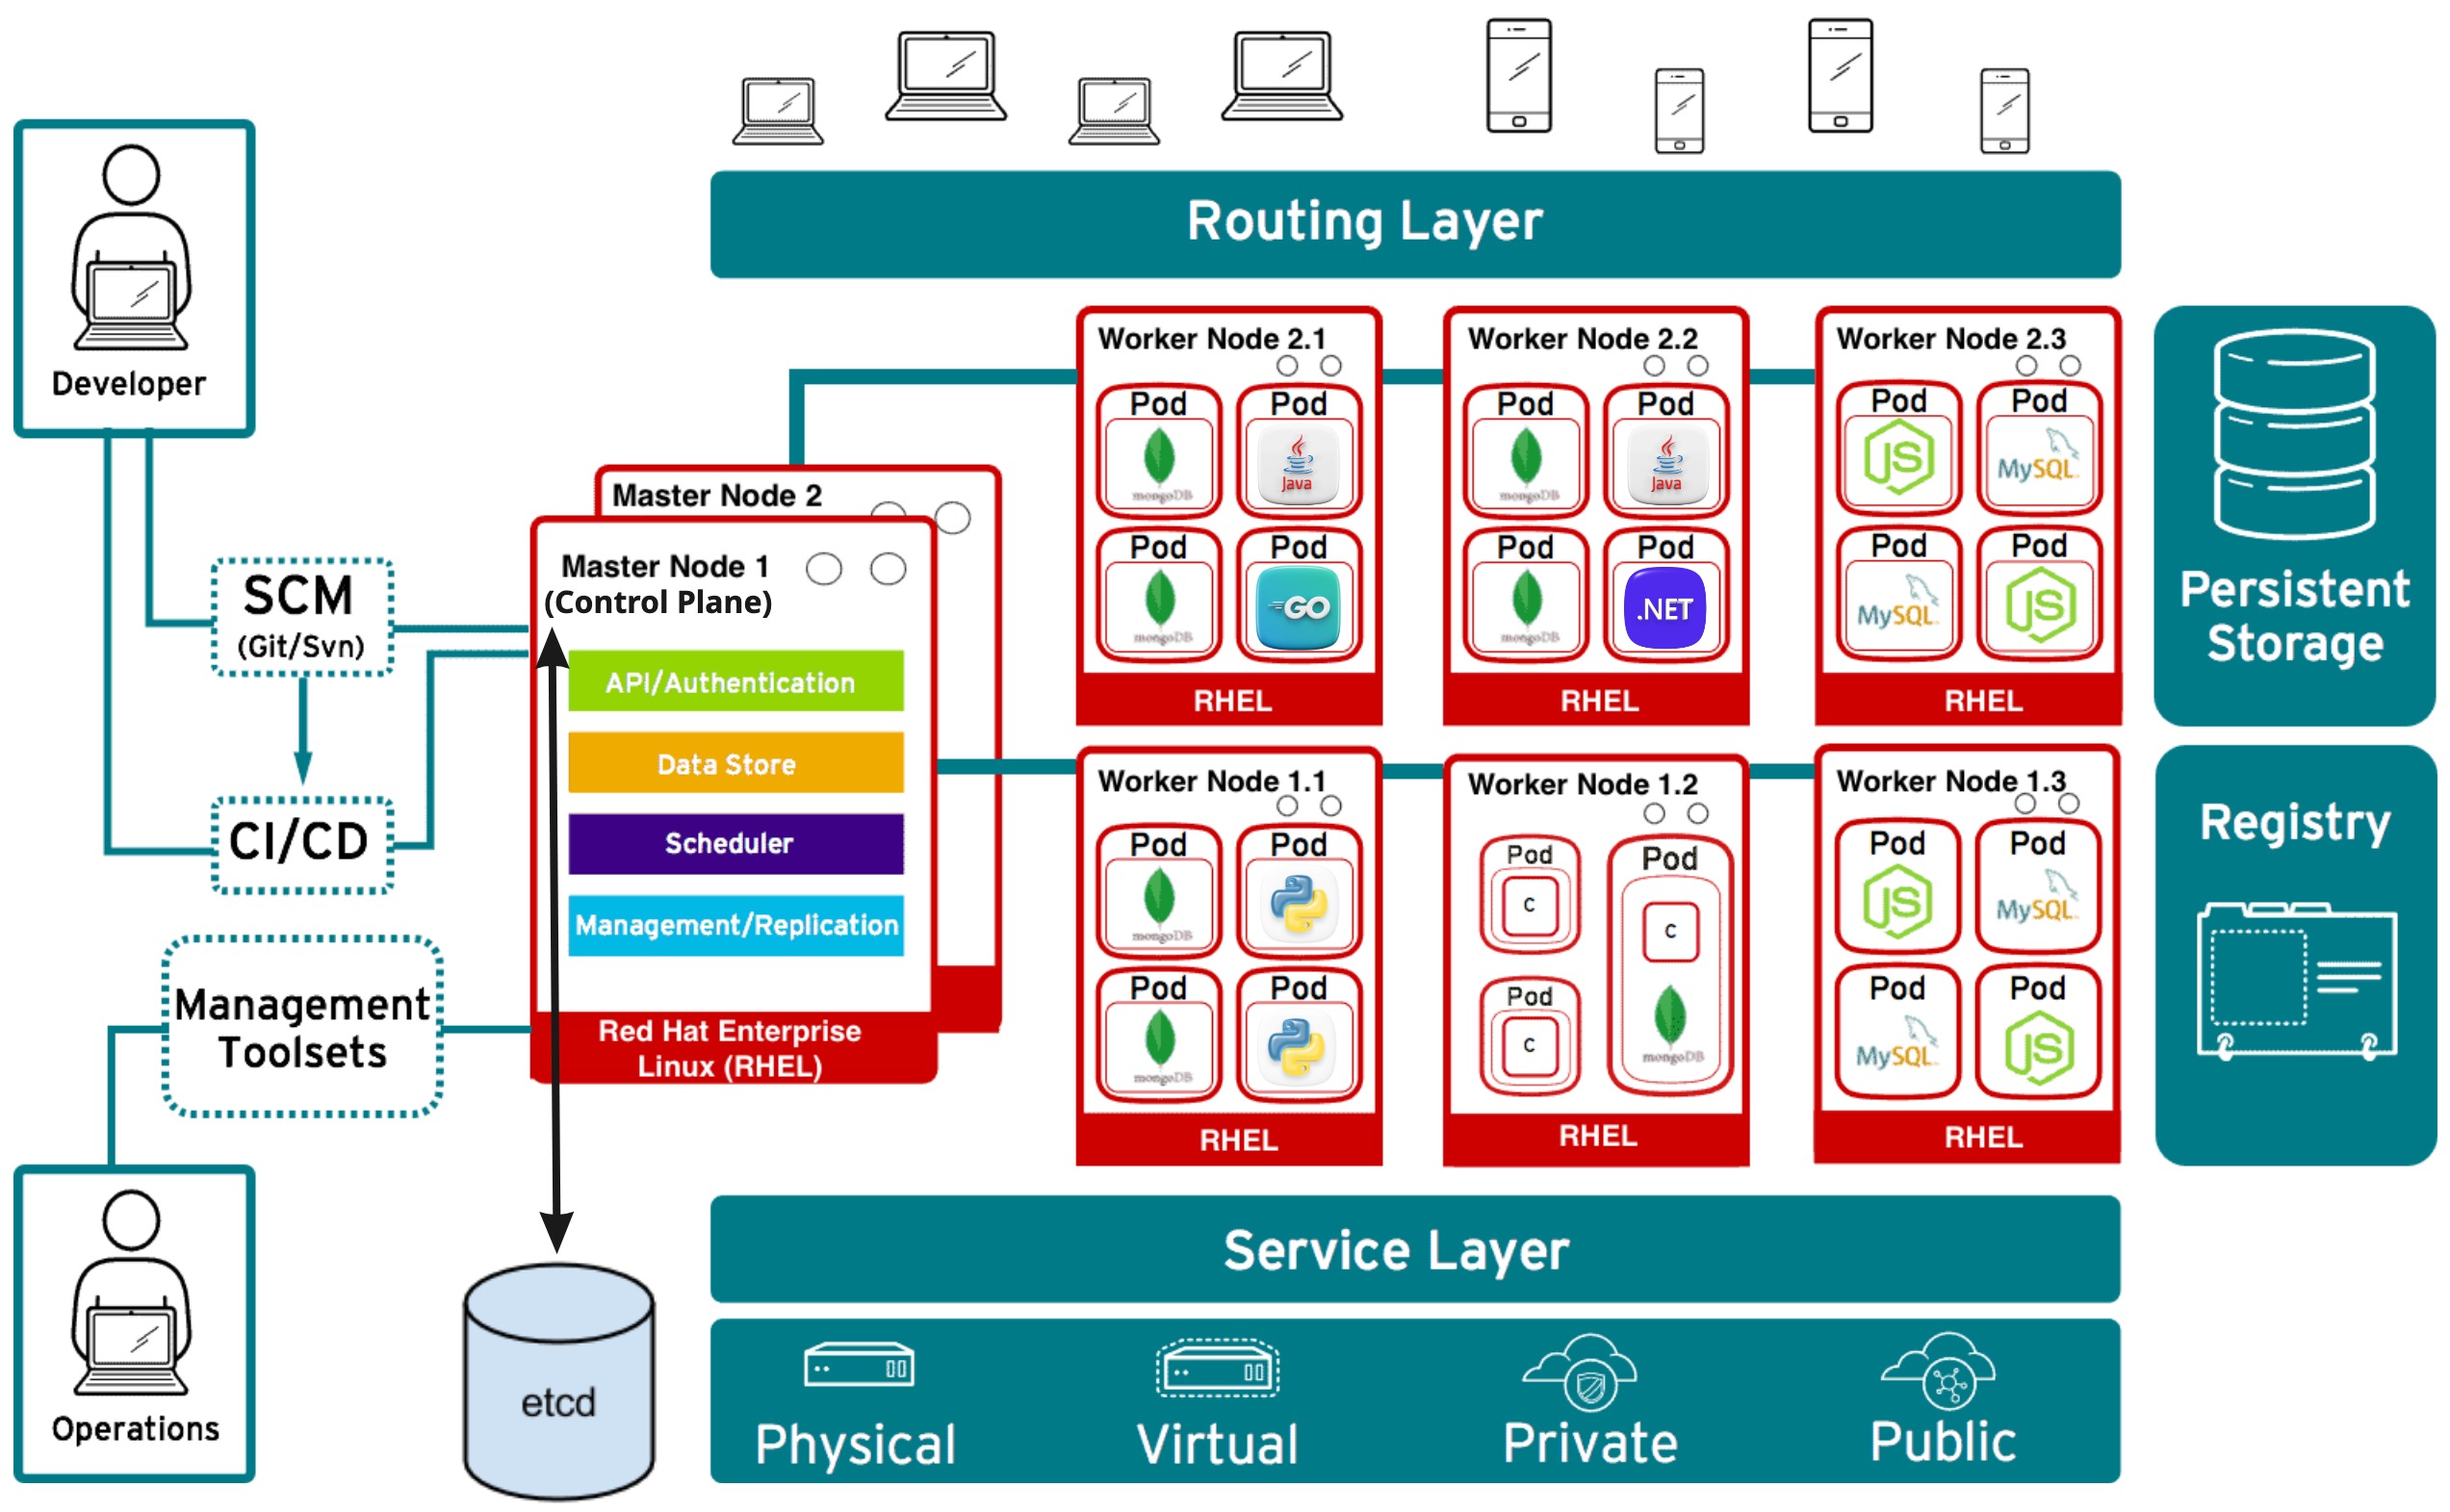 Routing Layer
Developer
SCM
(Git/Svn)
CI/CD
Management
Toolsets
Operations
Master Node 2
Master Node 1
(Control Plane)
API/Authentication
Data Store
Scheduler
Management/Replication
Red Hat Enterprise
Linux (RHEL)
etcd
Worker Node 2.1
Pod
mongoDB
Pod
Java
Pod
mongoDB
Pod
GO
RHEL
Worker Node 2.2
Pod
mongoDB
Pod
Java
Pod
mongoDB
Pod
.NET
RHEL
Worker Node 2.3
Pod
JS
Pod
MySQL
Pod
MySQL
Pod
JS
RHEL
Persistent
Storage
Worker Node 1.1
Pod
mongoDB
Pod
Pod
mongoDB
Pod
RHEL
Worker Node 1.2
Pod
c
Pod
c
Pod
c
mongoDB
RHEL
Worker Node 1.3
Pod
JS
Pod
MySQL
Pod
MySQL
Pod
JS
RHEL
Registry
Service Layer
Physical
Virtual
Private
Public